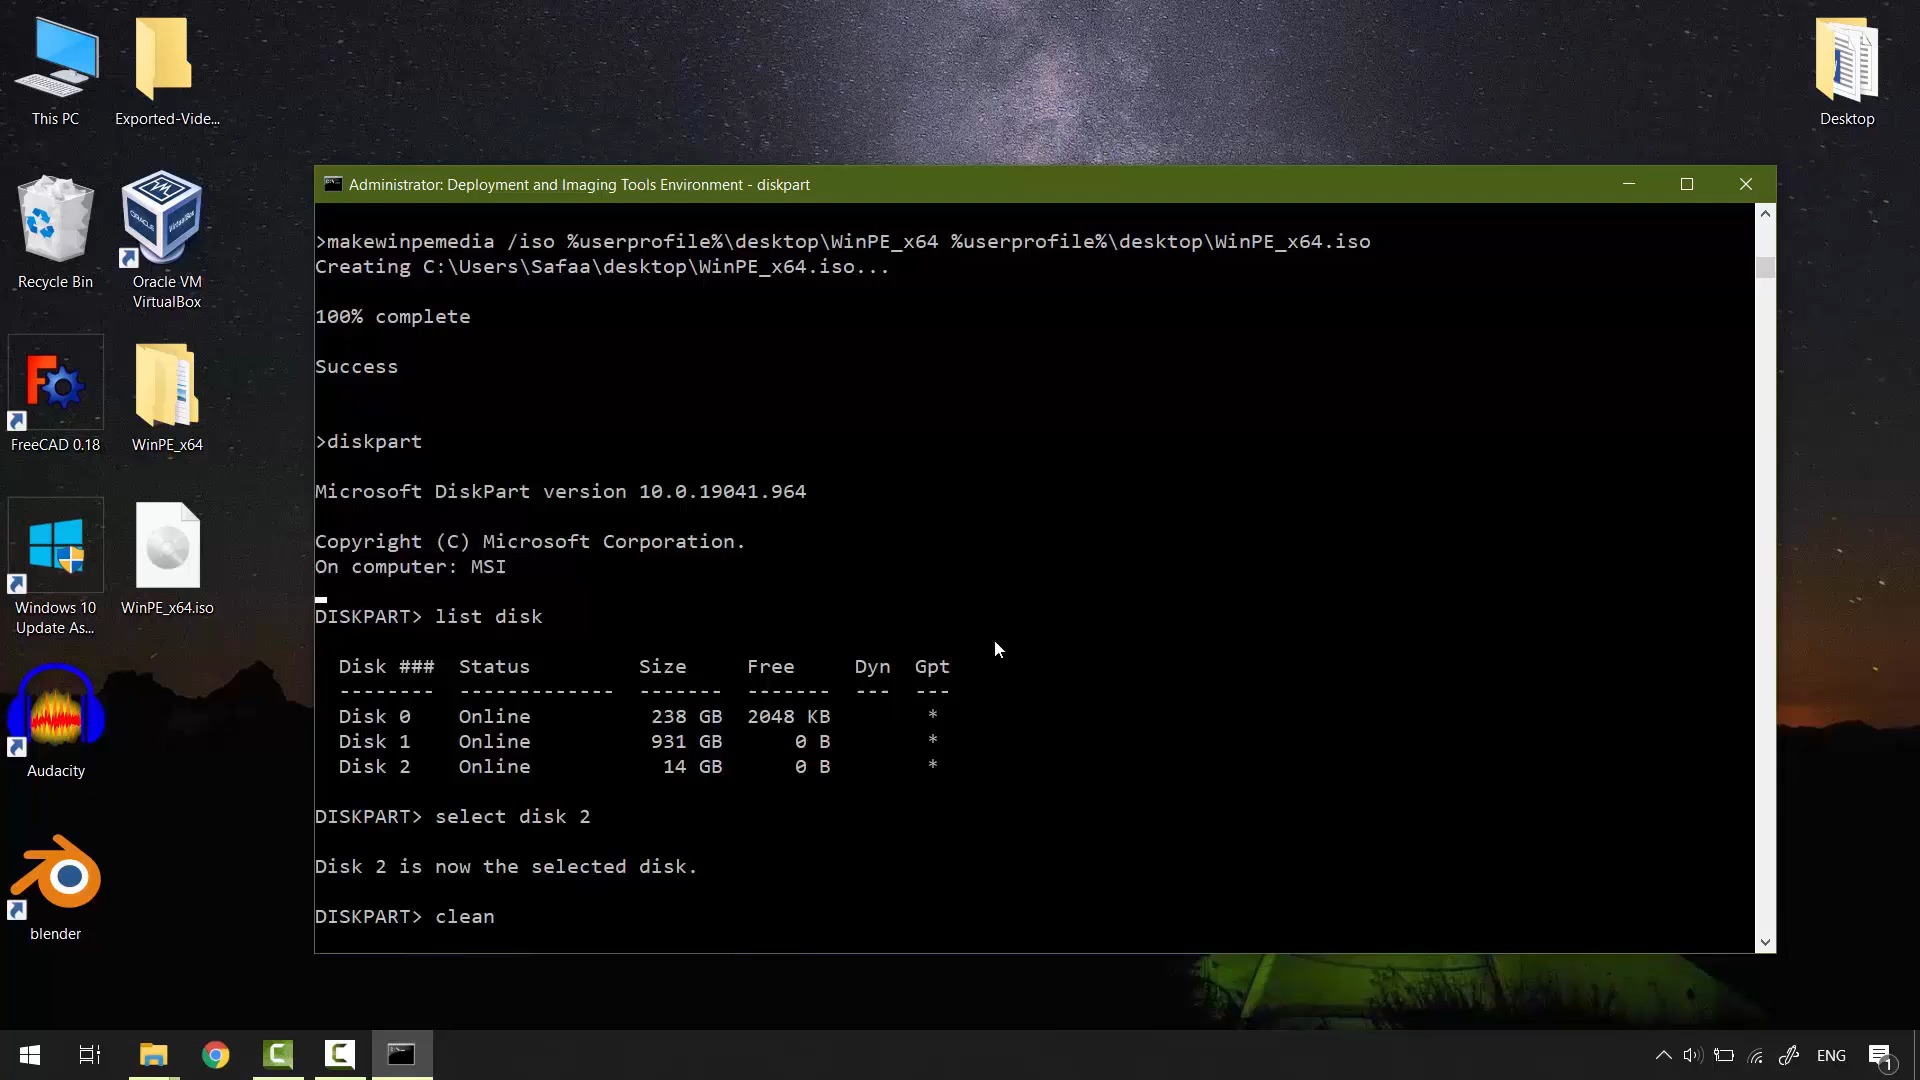 This PC
Exported-Vide...
Desktop
Recycle Bin
ORACLE
Oracle VM
VirtualBox
FreeCAD 0.18
WinPE_x64
Windows 10
Update As...
WinPE_x64.iso
Audacity
blender
Administrator: Deployment and Imaging Tools Environment - diskpart
>makewinpemedia /iso %userprofile%\desktop\WinPE_x64 %userprofile%\desktop\WinPE_x64.iso
Creating C:\Users\Safaa\desktop\WinPE_x64.iso...
100% complete
Success
>diskpart
Microsoft DiskPart version 10.0.19041.964
Copyright (C) Microsoft Corporation.
On computer: MSI
DISKPART> list disk
Disk ###  Status         Size     Free     Dyn  Gpt
--------  -------------  -------  -------  ---  ---
Disk 0    Online          238 GB  2048 KB        *
Disk 1    Online          931 GB      0 B        *
Disk 2    Online           14 GB      0 B        *
DISKPART> select disk 2
Disk 2 is now the selected disk.
DISKPART> clean
ENG
1